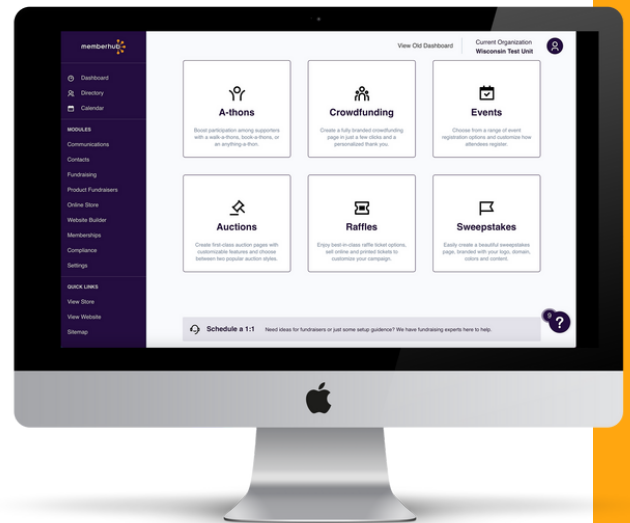 memberhub
View Old Dashboard
Current Organization
Wisconsin Test Unit
Dashboard
Directory
Calendar
MODULES
Communications
Contacts
Fundraising
Product Fundraisers
Online Store
Website Builder
Memberships
Compliance
Settings
QUICK LINKS
View Store
View Website
Sitemap
A-thons
Boost participation among supporters
with a walk-a-thons, book-a-thons, or
an anything-a-thon.
Crowdfunding
Create a fully branded crowdfunding
page in just a few clicks and a
personalized thank you.
Events
Choose from a range of event
registration options and customize how
attendees register.
Auctions
Create first-class auction pages with
customizable features and choose
between two popular auction styles.
Raffles
Enjoy best-in-class raffle ticket options,
sell online and printed tickets to
customize your campaign.
Sweepstakes
Easily create a beautiful sweepstakes
page, branded with your logo, domain,
colors and content.
Schedule a 1:1 Need ideas for fundraisers or just some setup guidance? We have fundraising experts here to help.
9
?